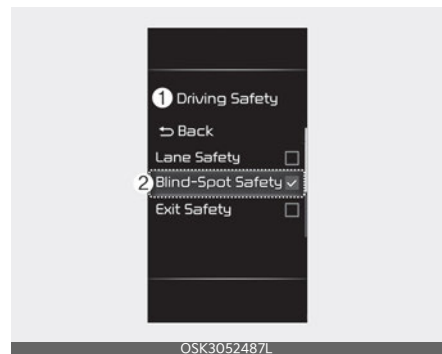 1 Driving Safety
⮌ Back
Lane Safety
2 Blind-Spot Safety
Exit Safety
OSK3052487L